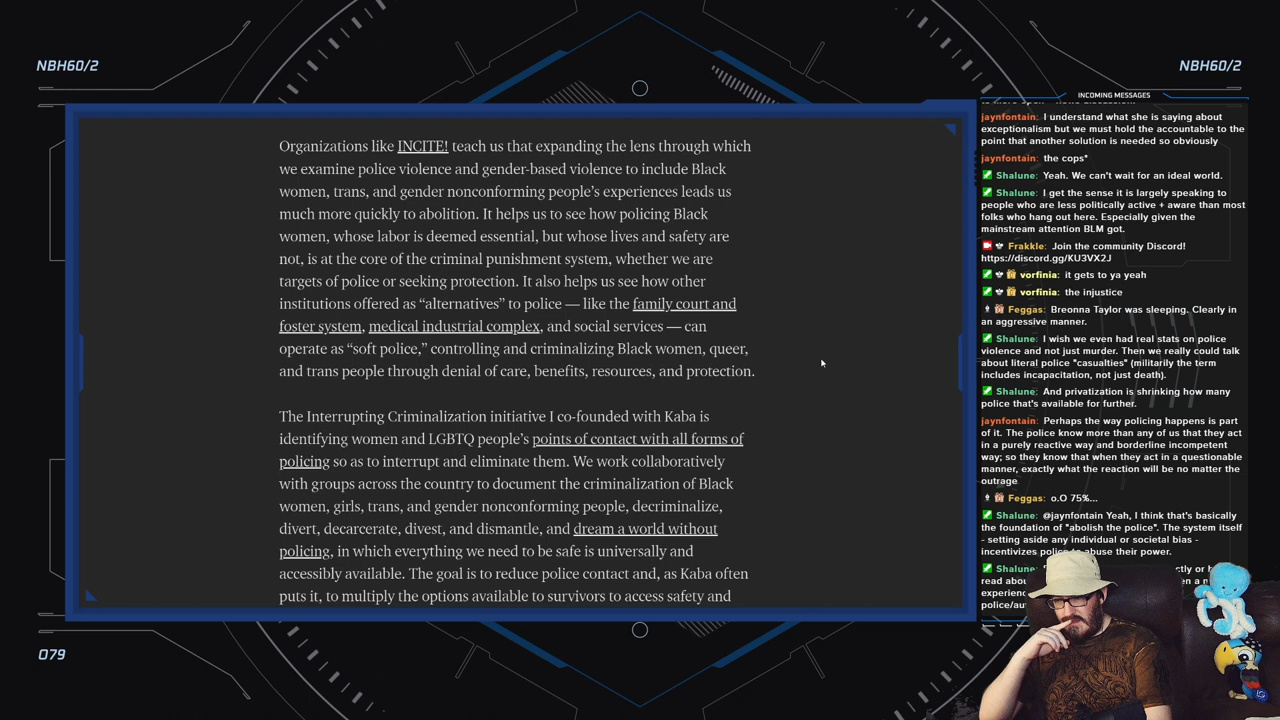 NBH60/2
NBH60/2
Organizations like INCITE! teach us that expanding the lens through which
we examine police violence and gender-based violence to include Black
women, trans, and gender nonconforming people’s experiences leads us
much more quickly to abolition. It helps us to see how policing Black
women, whose labor is deemed essential, but whose lives and safety are
not, is at the core of the criminal punishment system, whether we are
targets of police or seeking protection. It also helps us see how other
institutions offered as “alternatives” to police — like the family court and
foster system, medical industrial complex, and social services — can
operate as “soft police,” controlling and criminalizing Black women, queer,
and trans people through denial of care, benefits, resources, and protection.
The Interrupting Criminalization initiative I co-founded with Kaba is
identifying women and LGBTQ people’s points of contact with all forms of
policing so as to interrupt and eliminate them. We work collaboratively
with groups across the country to document the criminalization of Black
women, girls, trans, and gender nonconforming people, decriminalize,
divert, decarcerate, divest, and dismantle, and dream a world without
policing, in which everything we need to be safe is universally and
accessibly available. The goal is to reduce police contact and, as Kaba often
puts it, to multiply the options available to survivors to access safety and
INCOMING MESSAGES
jaynfontain: I understand what she is saying about
exceptionalism but we must hold the accountable to the
point that another solution is needed so obviously
jaynfontain: the cops*
Shalune: Yeah. We can't wait for an ideal world.
Shalune: I get the sense it is largely speaking to
people who are less politically active + aware than most
folks who hang out here. Especially given the
mainstream attention BLM got.
Frakkle: Join the community Discord!
https://discord.gg/KU3VX2J
vorfinia: it gets to ya yeah
vorfinia: the injustice
Feggas: Breonna Taylor was sleeping. Clearly in
an aggressive manner.
Shalune: I wish we even had real stats on police
violence and not just murder. Then we really could talk
about literal police "casualties" (militarily the term
includes incapacitation, not just death).
Shalune: And privatization is shrinking how many
police that's available for further.
jaynfontain: Perhaps the way policing happens is part
of it. The police know more than any of us that they act
in a purely reactive way and borderline incompetent
way; so they know that when they act in a questionable
manner, exactly what the reaction will be no matter the
outrage
Feggas: o.O 75%...
Shalune: @jaynfontain Yeah, I think that's basically
the foundation of "abolish the police". The system itself
- setting aside any individual or societal bias -
incentivizes police abuse their power.
Shalune:
read
O79